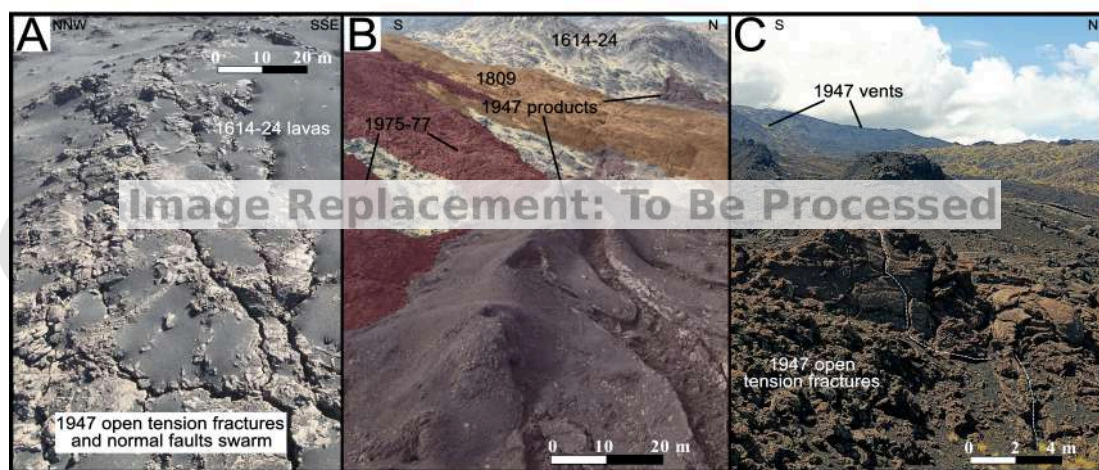 A
NNW
SSE
0
10
20 m
1614-24 lavas
1947 open tension fractures
and normal faults swarm
B
S
N
1614-24
1809
1947 products
1975-77
0
10
20 m
C
S
N
1947 vents
1947 open
tension fractures
0
2
4 m
Image Replacement: To Be Processed